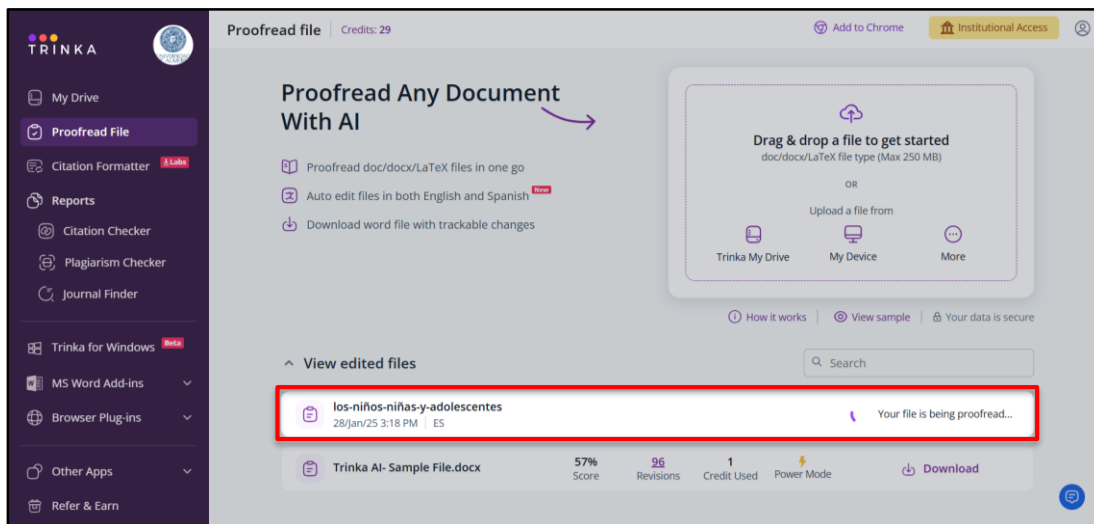 TRINKA
My Drive
Proofread File
Citation Formatter Labs
Reports
Citation Checker
Plagiarism Checker
Journal Finder
Trinka for Windows Beta
MS Word Add-ins
Browser Plug-ins
Other Apps
Refer & Earn
Proofread file Credits: 29
Add to Chrome
Institutional Access
Proofread Any Document
With AI
Proofread doc/docx/LaTeX files in one go
Auto edit files in both English and Spanish New
Download word file with trackable changes
Drag & drop a file to get started
doc/docx/LaTeX file type (Max 250 MB)
OR
Upload a file from
Trinka My Drive My Device More
How it works View sample Your data is secure
View edited files
Search
los-niños-niñas-y-adolescentes
28/Jan/25 3:18 PM ES
Your file is being proofread...
Trinka AI- Sample File.docx
57% 96 1
Score Revisions Credit Used Power Mode
Download